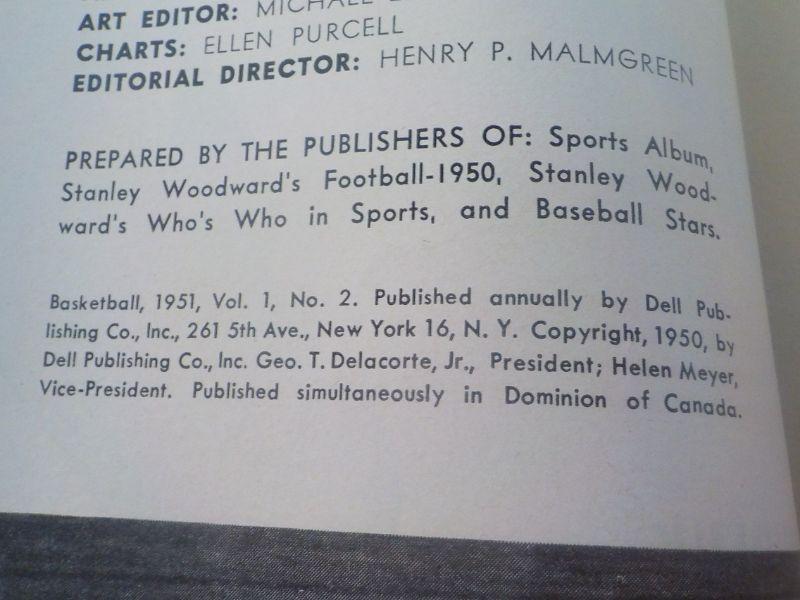 ART EDITOR: MICHAEL
CHARTS: ELLEN PURCELL
EDITORIAL DIRECTOR: HENRY P. MALMGREEN
PREPARED BY THE PUBLISHERS OF: Sports Album,
Stanley Woodward's Football-1950, Stanley Wood-
ward's Who's Who in Sports, and Baseball Stars.
Basketball, 1951, Vol. 1, No. 2. Published annually by Dell Pub-
lishing Co., Inc., 261 5th Ave., New York 16, N. Y. Copyright, 1950, by
Dell Publishing Co., Inc. Geo. T. Delacorte, Jr., President; Helen Meyer,
Vice-President. Published simultaneously in Dominion of Canada.